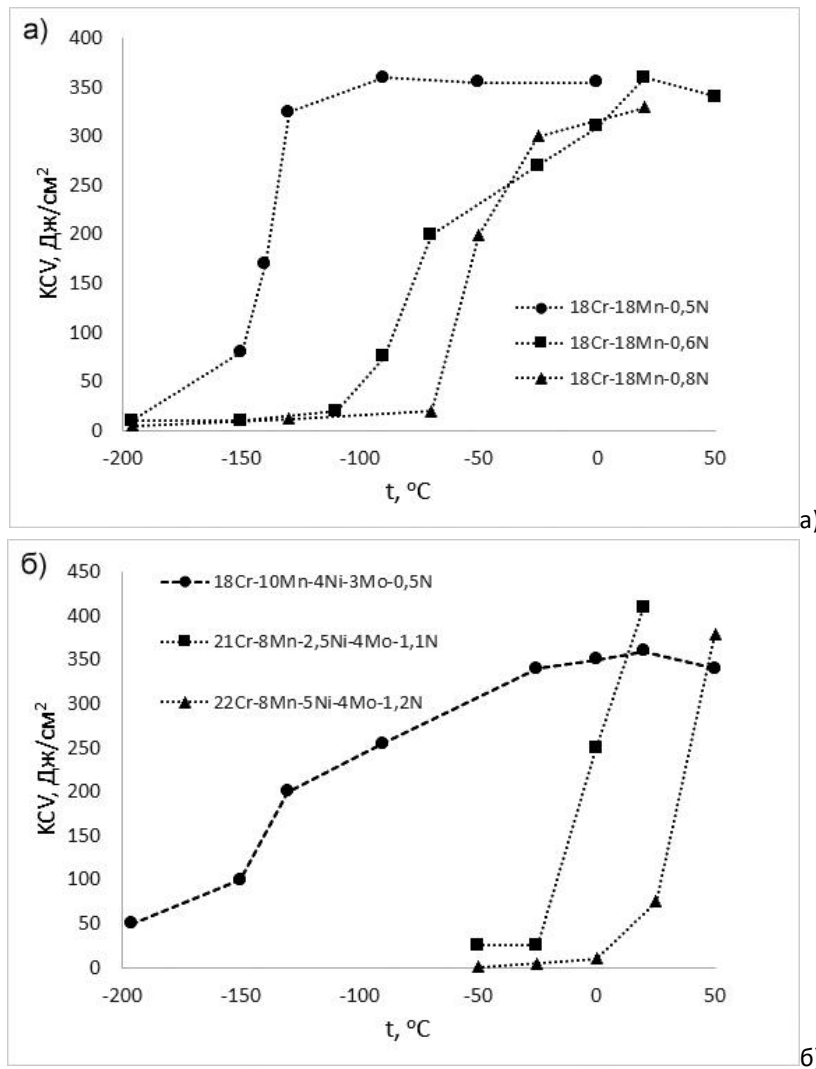 а)
400
350
300
250
200
150
100
50
0
KCV, Дж/см²
-200 -150 -100 -50 0 50
t, °C
18Cr-18Mn-0,5N
18Cr-18Mn-0,6N
18Cr-18Mn-0,8N
а)
б)
450
400
350
300
250
200
150
100
50
0
KCV, Дж/см²
18Cr-10Mn-4Ni-3Mo-0,5N
21Cr-8Mn-2,5Ni-4Mo-1,1N
22Cr-8Mn-5Ni-4Mo-1,2N
-200 -150 -100 -50 0 50
t, °C
б)